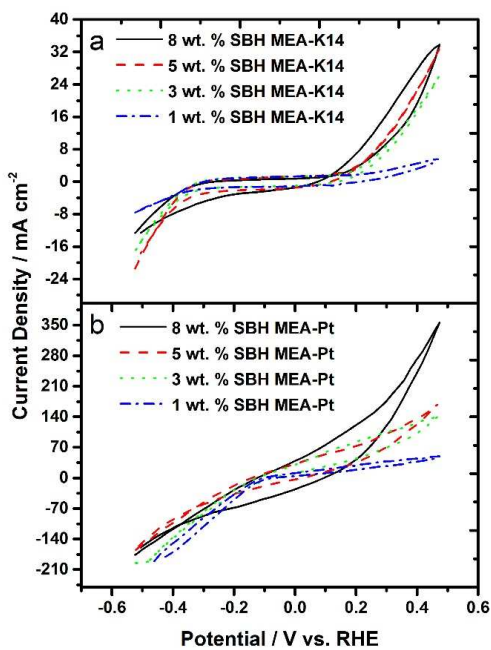 a
8 wt. % SBH MEA-K14
5 wt. % SBH MEA-K14
3 wt. % SBH MEA-K14
1 wt. % SBH MEA-K14
32
24
16
8
0
-8
-16
-24
Current Density / mA cm⁻²
b
8 wt. % SBH MEA-Pt
5 wt. % SBH MEA-Pt
3 wt. % SBH MEA-Pt
1 wt. % SBH MEA-Pt
350
280
210
140
70
0
-70
-140
-210
-0.6 -0.4 -0.2 0.0 0.2 0.4 0.6
Potential / V vs. RHE